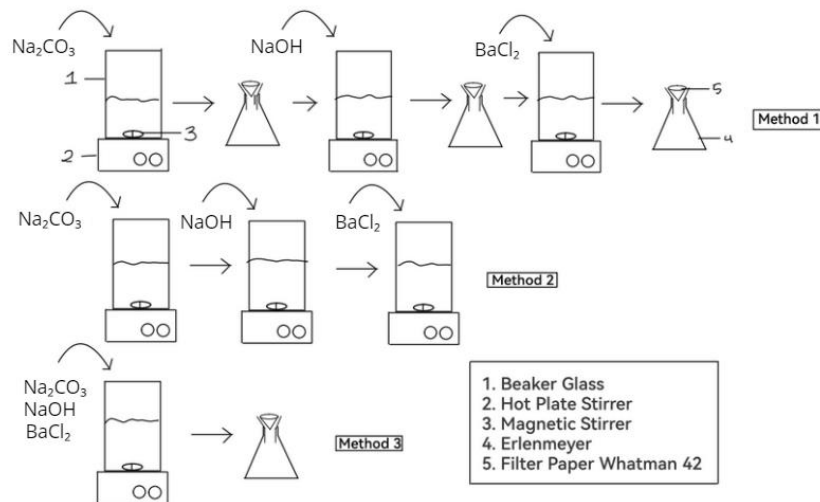 Na₂CO₃
NaOH
BaCl₂
1
2
3
5
4
Method 1
Na₂CO₃
NaOH
BaCl₂
Method 2
Na₂CO₃
NaOH
BaCl₂
Method 3
1. Beaker Glass
2. Hot Plate Stirrer
3. Magnetic Stirrer
4. Erlenmeyer
5. Filter Paper Whatman 42